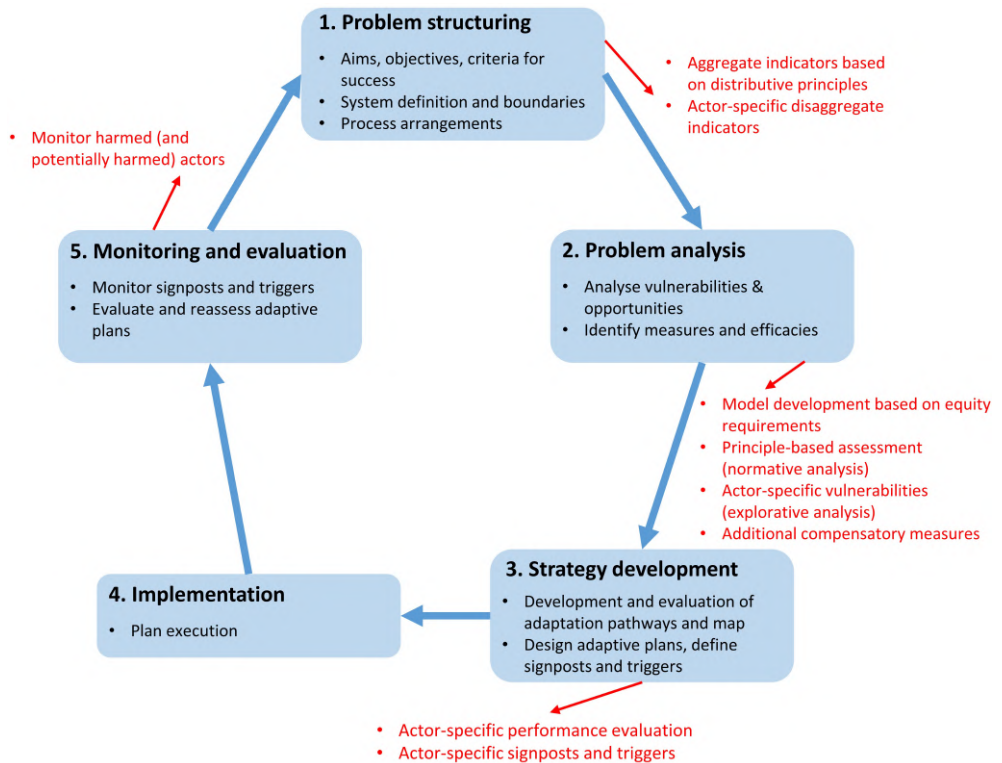 1. Problem structuring
• Aims, objectives, criteria for
success
• System definition and boundaries
• Process arrangements
• Aggregate indicators based
on distributive principles
• Actor-specific disaggregate
indicators
2. Problem analysis
• Analyse vulnerabilities &
opportunities
• Identify measures and efficacies
• Model development based on equity
requirements
• Principle-based assessment
(normative analysis)
• Actor-specific vulnerabilities
(explorative analysis)
• Additional compensatory measures
3. Strategy development
• Development and evaluation of
adaptation pathways and map
• Design adaptive plans, define
signposts and triggers
• Actor-specific performance evaluation
• Actor-specific signposts and triggers
4. Implementation
• Plan execution
5. Monitoring and evaluation
• Monitor signposts and triggers
• Evaluate and reassess adaptive
plans
• Monitor harmed (and
potentially harmed) actors